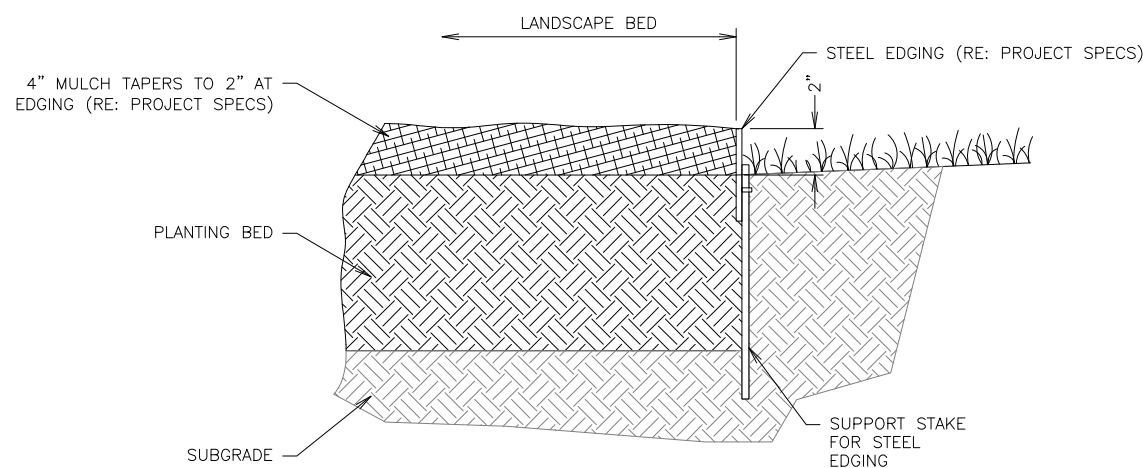 LANDSCAPE BED
STEEL EDGING (RE: PROJECT SPECS)
2"
4" MULCH TAPERS TO 2" AT
EDGING (RE: PROJECT SPECS)
PLANTING BED
SUPPORT STAKE
FOR STEEL
EDGING
SUBGRADE